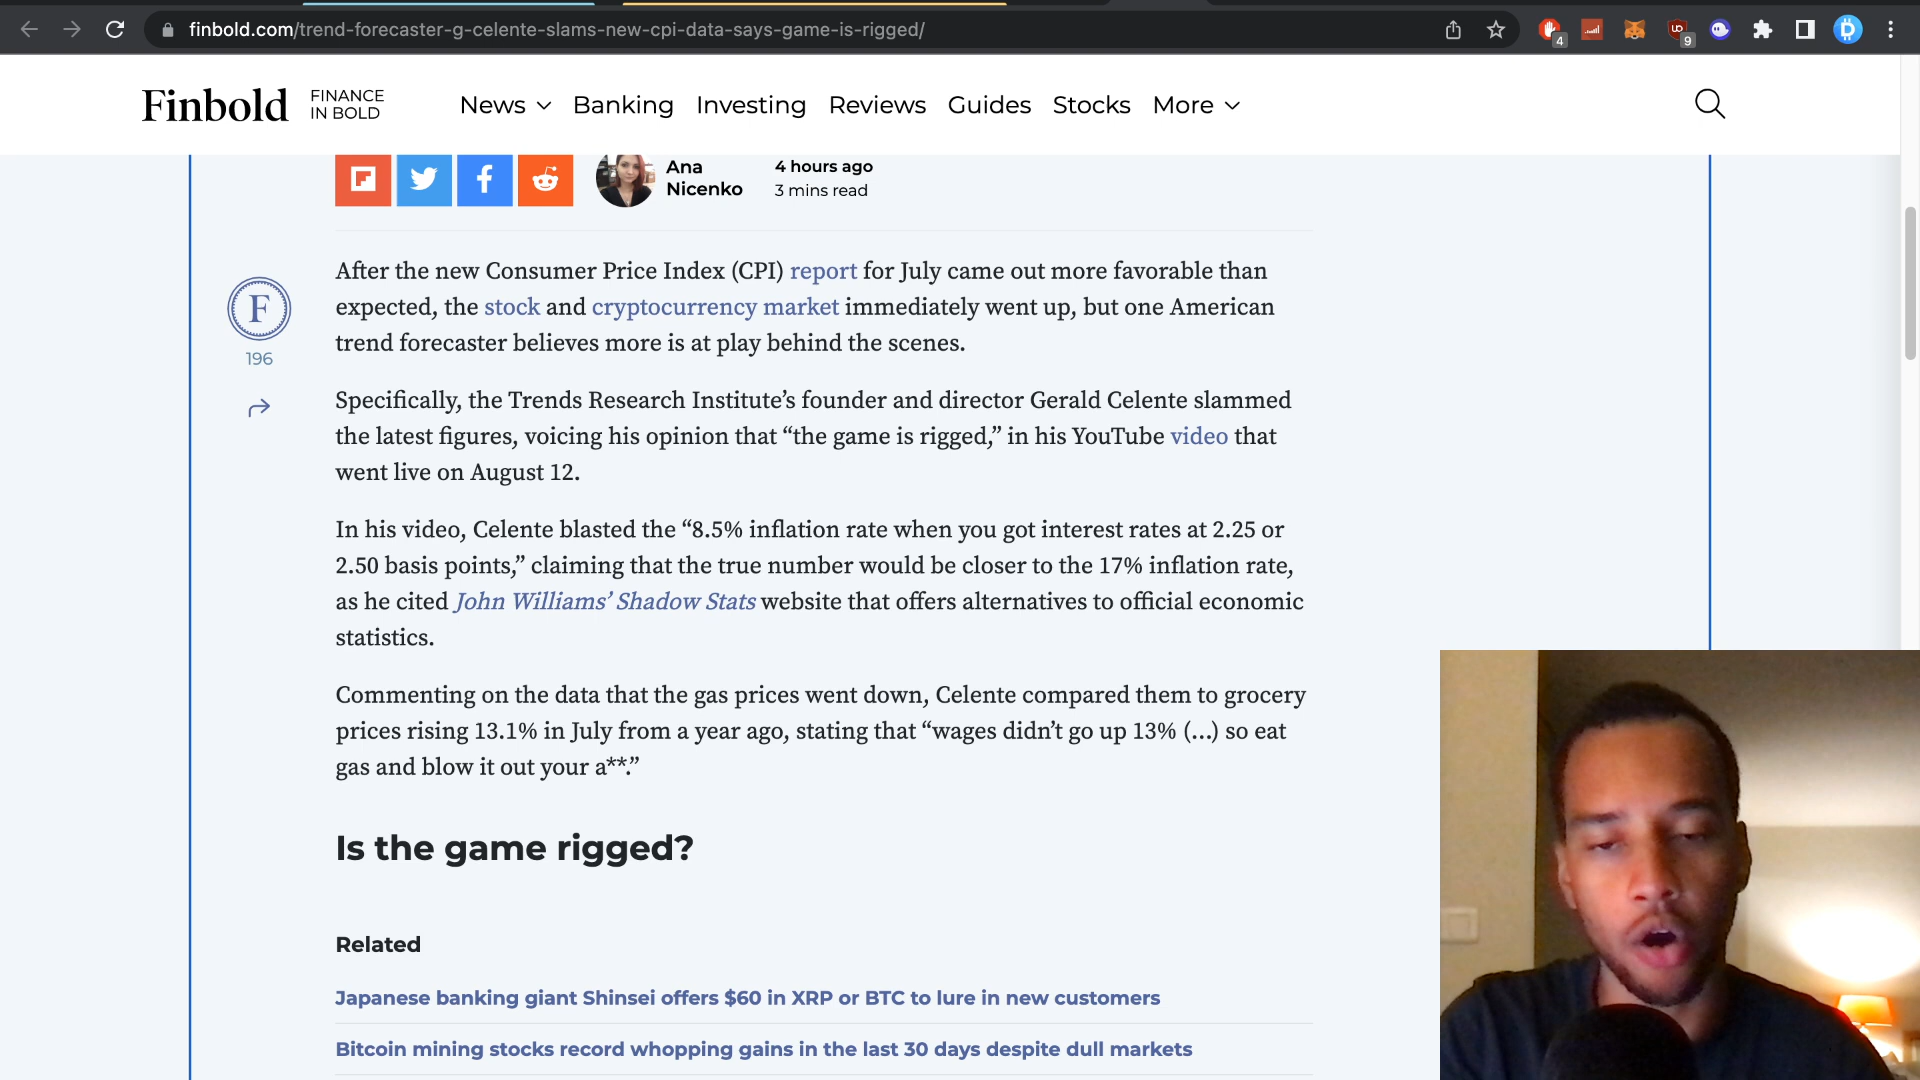 finbold.com/trend-forecaster-g-celente-slams-new-cpi-data-says-game-is-rigged/
4
UO
9
Finbold
FINANCE
IN BOLD
News
Banking
Investing
Reviews
Guides
Stocks
More
Ana
Nicenko
4 hours ago
3 mins read
F
196
After the new Consumer Price Index (CPI) report for July came out more favorable than
expected, the stock and cryptocurrency market immediately went up, but one American
trend forecaster believes more is at play behind the scenes.
Specifically, the Trends Research Institute’s founder and director Gerald Celente slammed
the latest figures, voicing his opinion that “the game is rigged,” in his YouTube video that
went live on August 12.
In his video, Celente blasted the “8.5% inflation rate when you got interest rates at 2.25 or
2.50 basis points,” claiming that the true number would be closer to the 17% inflation rate,
as he cited John Williams’ Shadow Stats website that offers alternatives to official economic
statistics.
Commenting on the data that the gas prices went down, Celente compared them to grocery
prices rising 13.1% in July from a year ago, stating that “wages didn’t go up 13% (…) so eat
gas and blow it out your a**.”
Is the game rigged?
Related
Japanese banking giant Shinsei offers $60 in XRP or BTC to lure in new customers
Bitcoin mining stocks record whopping gains in the last 30 days despite dull markets